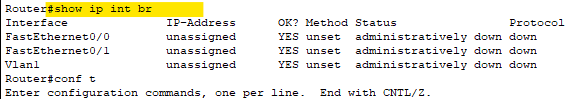 Router#show ip int br
Interface IP-Address OK? Method Status Protocol
FastEthernet0/0 unassigned YES unset administratively down down
FastEthernet0/1 unassigned YES unset administratively down down
Vlan1 unassigned YES unset administratively down down
Router#conf t
Enter configuration commands, one per line. End with CNTL/Z.